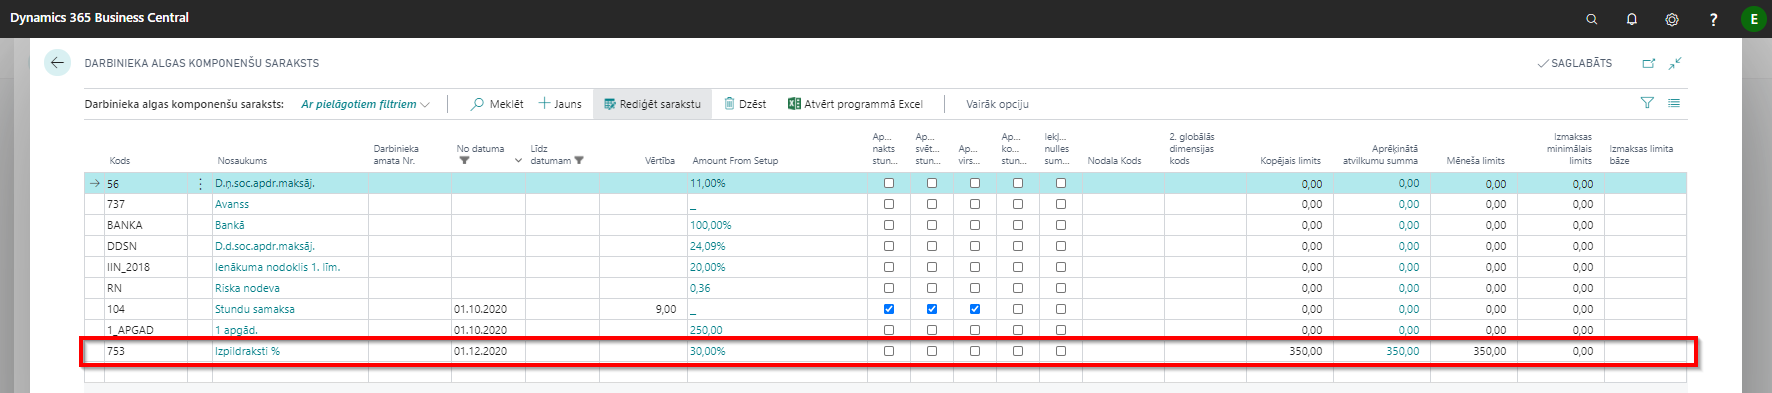 Dynamics 365 Business Central
?
E
DARBINIEKA ALGAS KOMPONENŠU SARAKSTS
SAGLABĀTS
Darbinieka algas komponenšu saraksts: Ar pielāgotiem filtriem Meklēt Jauns Rediģēt sarakstu Dzēst Atvērt programmā Excel Vairāk opciju
Kods Nosaukums Darbinieka amata Nr. No datuma Līdz datumam Vērtība Amount From Setup Ap... nakts stun... Ap... svēt... stun... Ap... virs... Ap... ko... stun... Iekļ... nulles sum... Nodala Kods 2. globālās dimensijas kods Kopējais limits Aprēķinātā atvilkumu summa Mēneša limits Izmaksas minimālais limits Izmaksas limita bāze
56 D.ņ.soc.apdr.maksāj. 11,00% 0,00 0,00 0,00 0,00
737 Avanss _ 0,00 0,00 0,00 0,00
BANKA Bankā 100,00% 0,00 0,00 0,00 0,00
DDSN D.d.soc.apdr.maksāj. 24,09% 0,00 0,00 0,00 0,00
IIN_2018 Ienākuma nodoklis 1. līm. 20,00% 0,00 0,00 0,00 0,00
RN Riska nodeva 0,36 0,00 0,00 0,00 0,00
104 Stundu samaksa 01.10.2020 9,00 _ 0,00 0,00 0,00 0,00
1_APGAD 1 apgād. 01.10.2020 250,00 0,00 0,00 0,00 0,00
753 Izpildraksti % 01.12.2020 30,00% 350,00 350,00 350,00 0,00